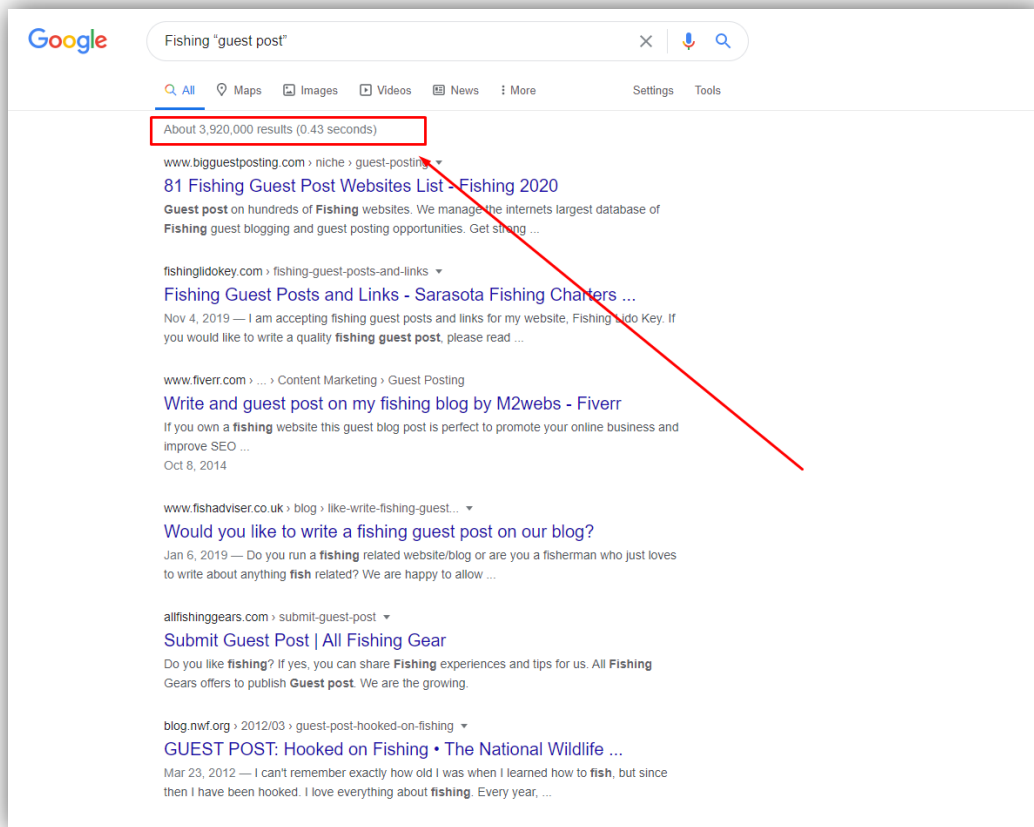 Google
Fishing “guest post”
All Maps Images Videos News More Settings Tools
About 3,920,000 results (0.43 seconds)
www.bigguestposting.com › niche › guest-posting
81 Fishing Guest Post Websites List - Fishing 2020
Guest post on hundreds of Fishing websites. We manage the internets largest database of
Fishing guest blogging and guest posting opportunities. Get strong ...
fishinglidokey.com › fishing-guest-posts-and-links
Fishing Guest Posts and Links - Sarasota Fishing Charters ...
Nov 4, 2019 — I am accepting fishing guest posts and links for my website, Fishing Lido Key. If
you would like to write a quality fishing guest post, please read ...
www.fiverr.com › ... › Content Marketing › Guest Posting
Write and guest post on my fishing blog by M2webs - Fiverr
If you own a fishing website this guest blog post is perfect to promote your online business and
improve SEO ...
Oct 8, 2014
www.fishadviser.co.uk › blog › like-write-fishing-guest...
Would you like to write a fishing guest post on our blog?
Jan 6, 2019 — Do you run a fishing related website/blog or are you a fisherman who just loves
to write about anything fish related? We are happy to allow ...
allfishinggears.com › submit-guest-post
Submit Guest Post | All Fishing Gear
Do you like fishing? If yes, you can share Fishing experiences and tips for us. All Fishing
Gears offers to publish Guest post. We are the growing.
blog.nwf.org › 2012/03 › guest-post-hooked-on-fishing
GUEST POST: Hooked on Fishing • The National Wildlife ...
Mar 23, 2012 — I can't remember exactly how old I was when I learned how to fish, but since
then I have been hooked. I love everything about fishing. Every year, ...